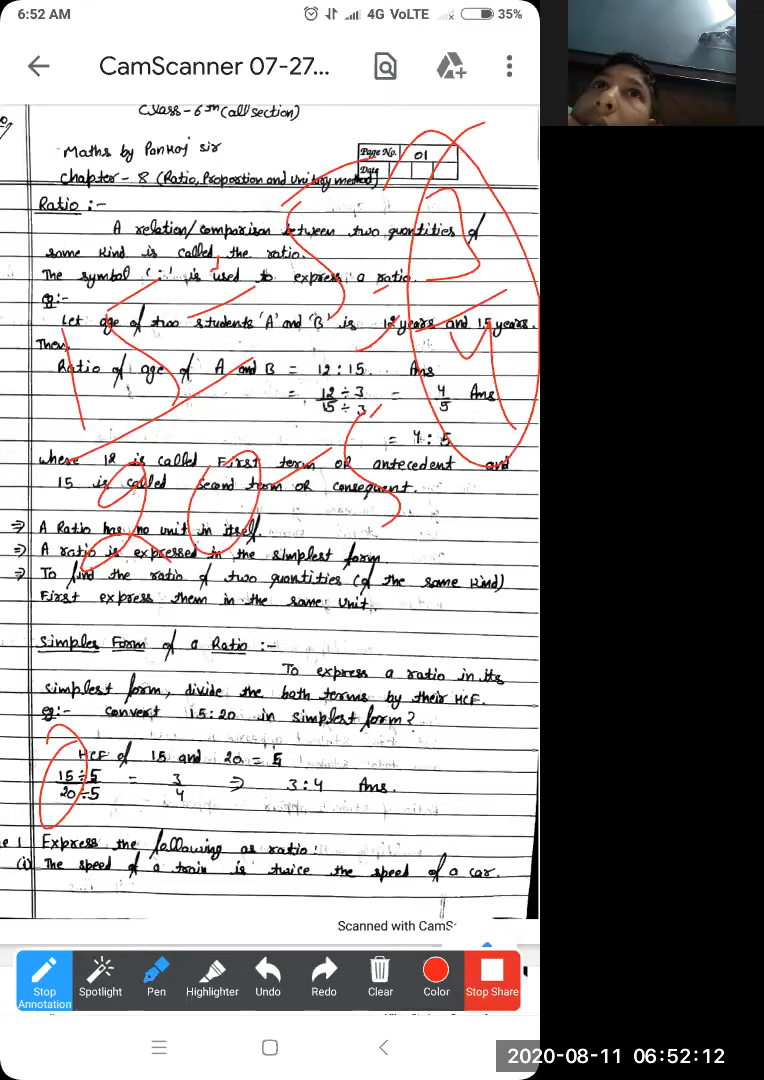 6:52 AM
4G VoLTE 35%
CamScanner 07-27...
Class - 6th (all section)
Maths by Pankaj sir
Page No. 01
Date
Chapter - 8 (Ratio, Proportion and Unitary method)
Ratio :-
A relation/comparison between two quantities of
same kind is called the ratio.
The symbol ':' is used to express a ratio.
eg:-
Let age of two students 'A' and 'B' is 12 years and 15 years.
Then,
Ratio of age of A and B = 12 : 15. Ans
= 12 ÷ 3 / 15 ÷ 3 = 4/5 Ans
= 4 : 5
where 12 is called First term or antecedent and
15 is called second term or consequent.
⇒ A Ratio has no unit in itself.
⇒ A ratio is expressed in the simplest form.
⇒ To find the ratio of two quantities (of the same kind)
First express them in the same unit.
Simples Form of a Ratio :-
To express a ratio in its
simplest form, divide the both terms by their HCF.
eg:- convert 15:20 in simplest form?
HCF of 15 and 20 = 5
15 ÷ 5 / 20 ÷ 5 = 3/4 ⇒ 3 : 4 Ans.
e 1 Express the following as ratio:
(i) The speed of a train is twice the speed of a car.
Scanned with CamS
Stop Annotation
Spotlight
Pen
Highlighter
Undo
Redo
Clear
Color
Stop Share
2020-08-11 06:52:12